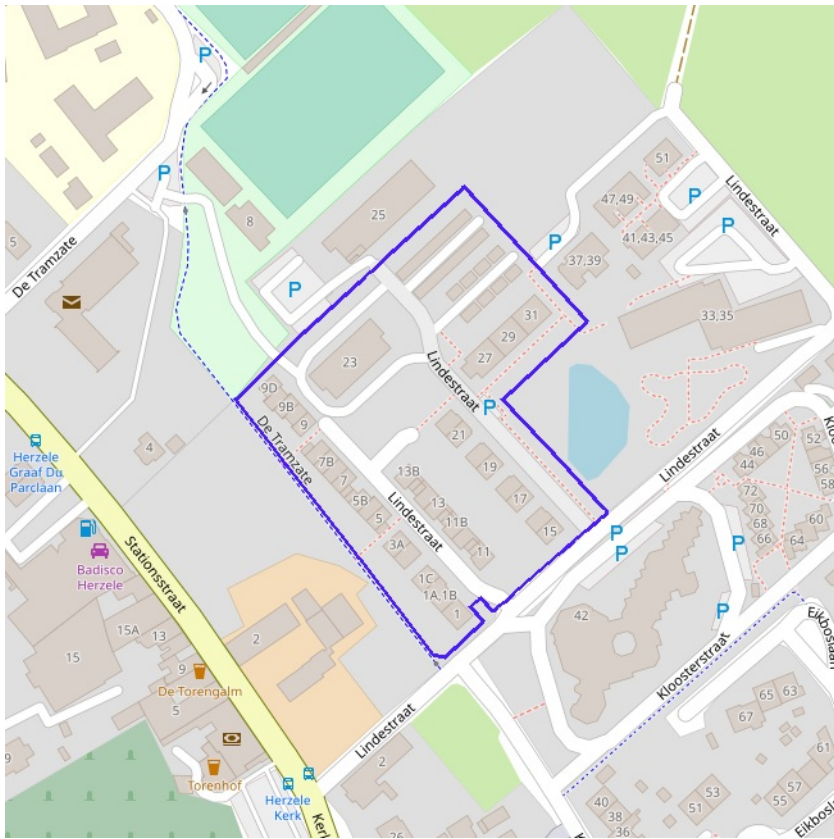 P
P
51
Lindestraat
P
47,49
25
8
P
P
41,43,45
5
De Tramzate
37,39
P
33,35
31
29
27
23
Lindestraat
9D
9B
9
De Tramzate
P
4
21
Herzele
Graaf Du
Parclaan
7B
7
5B
5
3A
13B
13
11B
11
19
17
15
Lindestraat
Lindestraat
50
46
44
52
56
58
72
70
68
66
64
60
P
P
P
P
Badisco
Herzele
Stationsstraat
1C
1A,1B
1
42
Kloosterstraat
Eikboslaan
15A
13
15
9
5
2
De Torengalm
Torenhof
Herzele
Kerk
Kerk
Lindestraat
2
26
9
67
65
63
61
57
55
53
51
40
38
36